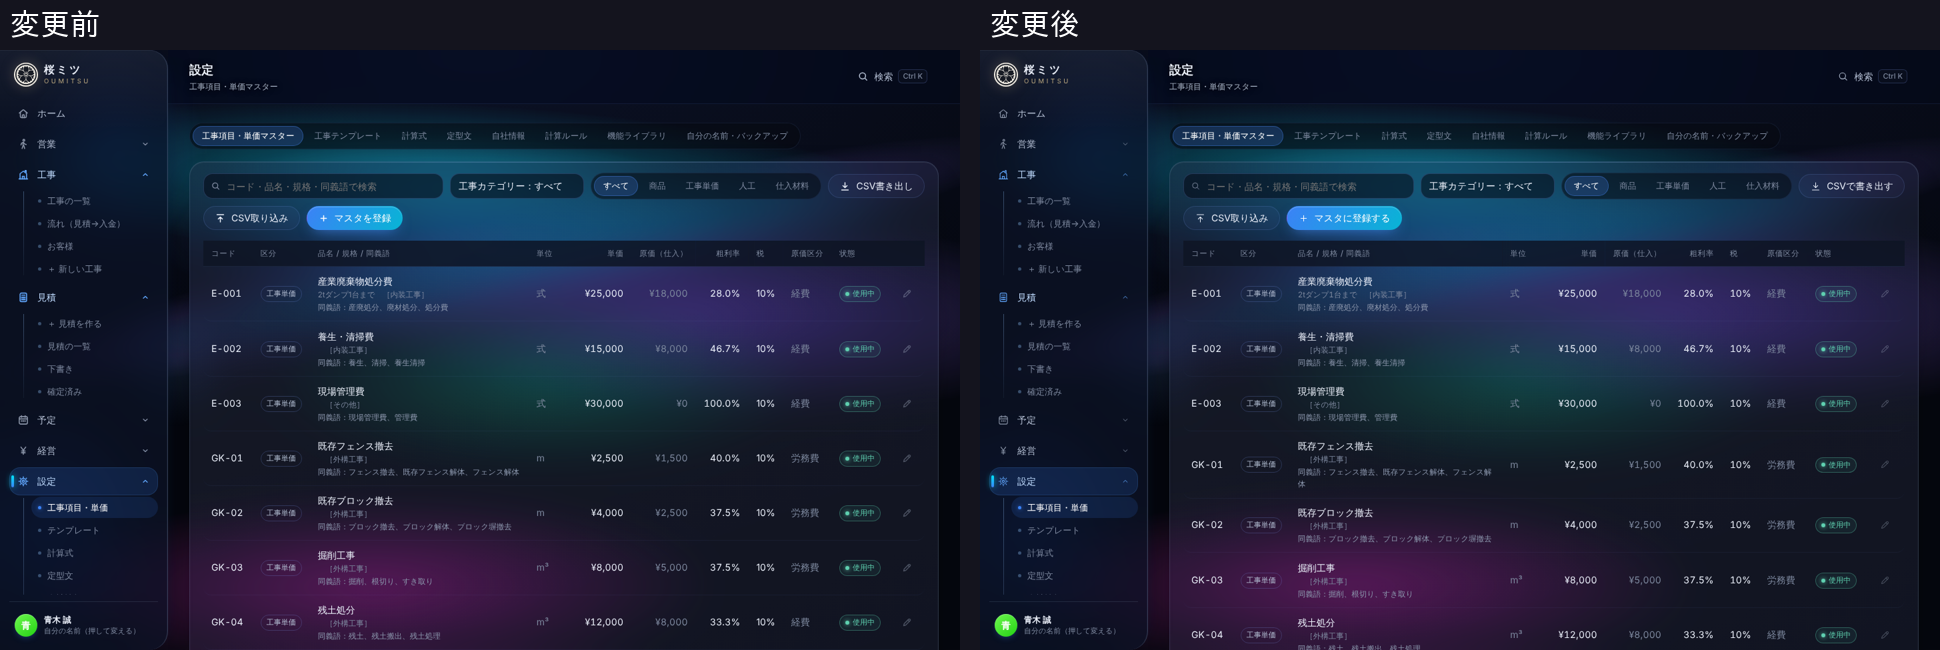 変更前
桜ミツ
OUMITSU
ホーム
営業
工事
工事の一覧
流れ（見積→入金）
お客様
＋ 新しい工事
見積
＋ 見積を作る
見積の一覧
下書き
確定済み
予定
経営
設定
工事項目・単価
テンプレート
計算式
定型文
青 青木 誠
自分の名前（押して変える）
設定
工事項目・単価マスター
検索 Ctrl K
工事項目・単価マスター 工事テンプレート 計算式 定型文 自社情報 計算ルール 機能ライブラリ 自分の名前・バックアップ
コード・品名・規格・同義語で検索 工事カテゴリー：すべて すべて 商品 工事単価 人工 仕入材料 CSV書き出し
CSV取り込み ＋ マスタを登録
コード 区分 品名 / 規格 / 同義語 単位 単価 原価（仕入） 粗利率 税 原価区分 状態
産業廃棄物処分費
E-001 工事単価 2tダンプ1台まで ［内装工事］ 式 ¥25,000 ¥18,000 28.0% 10% 経費 使用中
同義語：産廃処分、廃材処分、処分費
養生・清掃費
E-002 工事単価 ［内装工事］ 式 ¥15,000 ¥8,000 46.7% 10% 経費 使用中
同義語：養生、清掃、養生清掃
現場管理費
E-003 工事単価 ［その他］ 式 ¥30,000 ¥0 100.0% 10% 経費 使用中
同義語：現場管理費、管理費
既存フェンス撤去
GK-01 工事単価 ［外構工事］ m ¥2,500 ¥1,500 40.0% 10% 労務費 使用中
同義語：フェンス撤去、既存フェンス解体、フェンス解体
既存ブロック撤去
GK-02 工事単価 ［外構工事］ m ¥4,000 ¥2,500 37.5% 10% 労務費 使用中
同義語：ブロック撤去、ブロック解体、ブロック塀撤去
掘削工事
GK-03 工事単価 ［外構工事］ m³ ¥8,000 ¥5,000 37.5% 10% 労務費 使用中
同義語：掘削、根切り、すき取り
残土処分
GK-04 工事単価 ［外構工事］ m³ ¥12,000 ¥8,000 33.3% 10% 経費 使用中
同義語：残土、残土搬出、残土処理
変更後
桜ミツ
OUMITSU
ホーム
営業
工事
工事の一覧
流れ（見積→入金）
お客様
＋ 新しい工事
見積
＋ 見積を作る
見積の一覧
下書き
確定済み
予定
経営
設定
工事項目・単価
テンプレート
計算式
定型文
青 青木 誠
自分の名前（押して変える）
設定
工事項目・単価マスター
検索 Ctrl K
工事項目・単価マスター 工事テンプレート 計算式 定型文 自社情報 計算ルール 機能ライブラリ 自分の名前・バックアップ
コード・品名・規格・同義語で検索 工事カテゴリー：すべて すべて 商品 工事単価 人工 仕入材料 CSVで書き出す
CSV取り込み ＋ マスタに登録する
コード 区分 品名 / 規格 / 同義語 単位 単価 原価（仕入） 粗利率 税 原価区分 状態
産業廃棄物処分費
E-001 工事単価 2tダンプ1台まで ［内装工事］ 式 ¥25,000 ¥18,000 28.0% 10% 経費 使用中
同義語：産廃処分、廃材処分、処分費
養生・清掃費
E-002 工事単価 ［内装工事］ 式 ¥15,000 ¥8,000 46.7% 10% 経費 使用中
同義語：養生、清掃、養生清掃
現場管理費
E-003 工事単価 ［その他］ 式 ¥30,000 ¥0 100.0% 10% 経費 使用中
同義語：現場管理費、管理費
既存フェンス撤去
GK-01 工事単価 ［外構工事］ m ¥2,500 ¥1,500 40.0% 10% 労務費 使用中
同義語：フェンス撤去、既存フェンス解体、フェンス解
体
既存ブロック撤去
GK-02 工事単価 ［外構工事］ m ¥4,000 ¥2,500 37.5% 10% 労務費 使用中
同義語：ブロック撤去、ブロック解体、ブロック塀撤去
掘削工事
GK-03 工事単価 ［外構工事］ m³ ¥8,000 ¥5,000 37.5% 10% 労務費 使用中
同義語：掘削、根切り、すき取り
残土処分
GK-04 工事単価 ［外構工事］ m³ ¥12,000 ¥8,000 33.3% 10% 経費 使用中
同義語：残土、残土搬出、残土処理